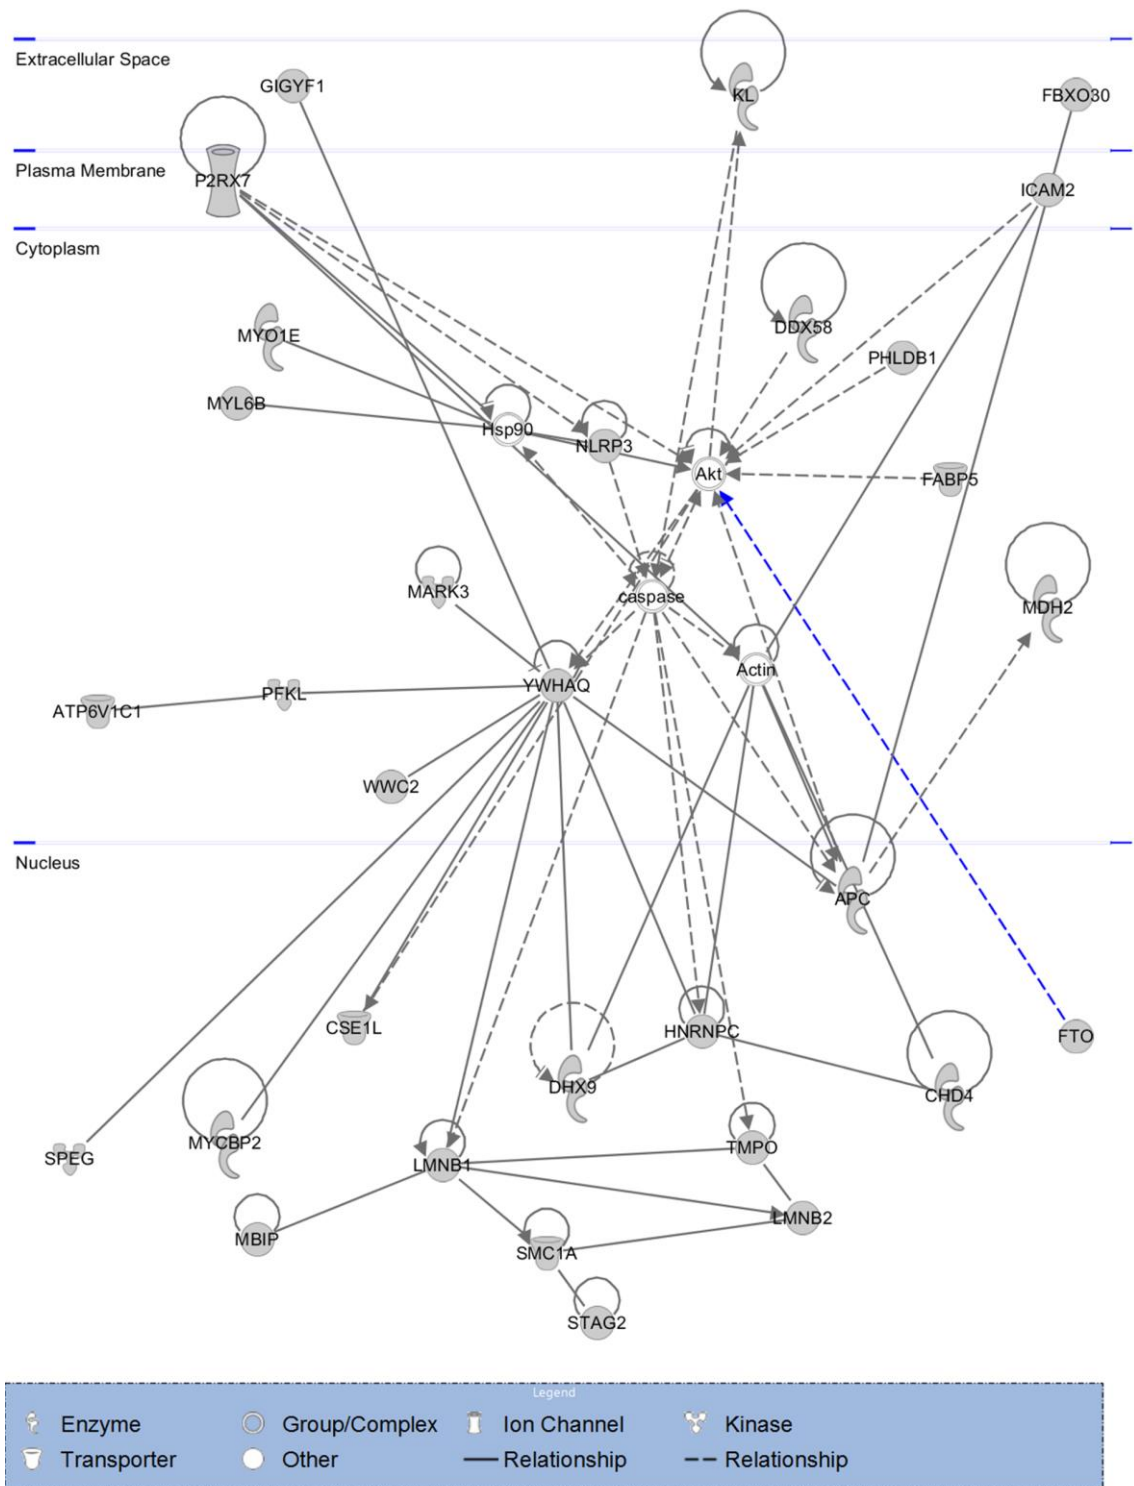 Extracellular Space
GIGYF1
KL
FBXO30
Plasma Membrane
P2RX7
ICAM2
Cytoplasm
DDX58
MYO1E
PHLDB1
MYL6B
Hsp90
NLRP3
Akt
FABP5
MARK3
caspase
MDH2
Actin
YWHAQ
PFKL
ATP6V1C1
WWC2
Nucleus
APC
CSE1L
HNRNPC
FTO
DHX9
CHD4
MYCBP2
SPEG
TMPO
LMNB1
LMNB2
MBIP
SMC1A
STAG2
Legend
Enzyme Group/Complex Ion Channel Kinase
Transporter Other Relationship Relationship